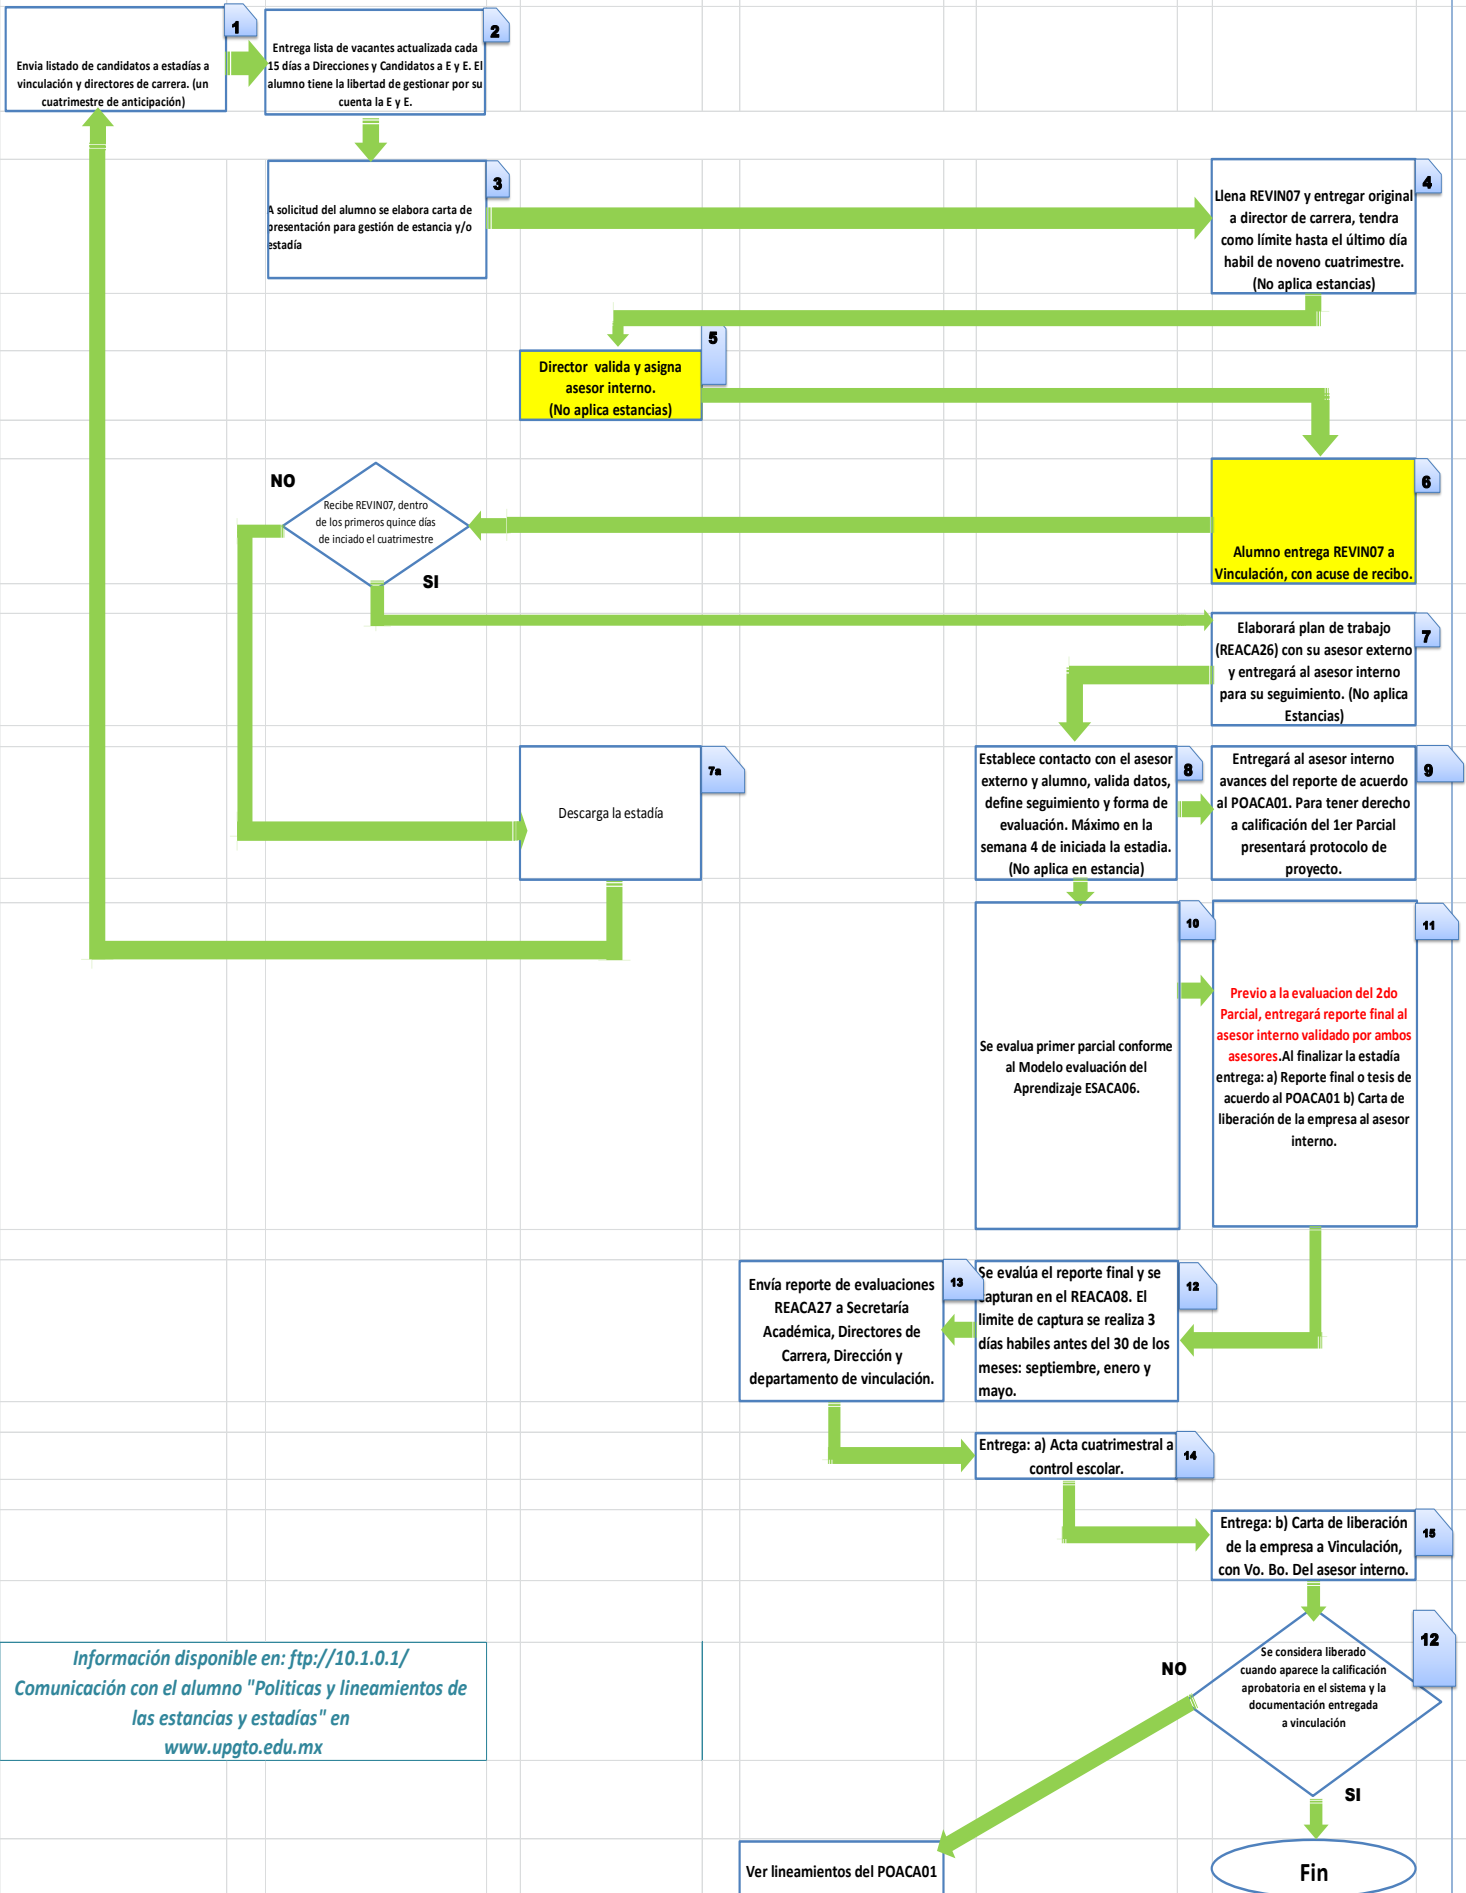 1
Envia listado de candidatos a estadías a
vinculación y directores de carrera. (un
cuatrimestre de anticipación)
2
Entrega lista de vacantes actualizada cada
15 días a Direcciones y Candidatos a E y E. El
alumno tiene la libertad de gestionar por su
cuenta la E y E.
3
A solicitud del alumno se elabora carta de
presentación para gestión de estancia y/o
estadía
4
Llena REVIN07 y entregar original
a director de carrera, tendra
como límite hasta el último día
habil de noveno cuatrimestre.
(No aplica estancias)
5
Director valida y asigna
asesor interno.
(No aplica estancias)
6
Alumno entrega REVIN07 a
Vinculación, con acuse de recibo.
NO
Recibe REVIN07, dentro
de los primeros quince días
de inciado el cuatrimestre
SI
7
Elaborará plan de trabajo
(REACA26) con su asesor externo
y entregará al asesor interno
para su seguimiento. (No aplica
Estancias)
7a
Descarga la estadía
8
Establece contacto con el asesor
externo y alumno, valida datos,
define seguimiento y forma de
evaluación. Máximo en la
semana 4 de iniciada la estadia.
(No aplica en estancia)
9
Entregará al asesor interno
avances del reporte de acuerdo
al POACA01. Para tener derecho
a calificación del 1er Parcial
presentará protocolo de
proyecto.
10
Se evalua primer parcial conforme
al Modelo evaluación del
Aprendizaje ESACA06.
11
Previo a la evaluacion del 2do
Parcial, entregará reporte final al
asesor interno validado por ambos
asesores.Al finalizar la estadía
entrega: a) Reporte final o tesis de
acuerdo al POACA01 b) Carta de
liberación de la empresa al asesor
interno.
12
Se evalúa el reporte final y se
capturan en el REACA08. El
limite de captura se realiza 3
días habiles antes del 30 de los
meses: septiembre, enero y
mayo.
13
Envía reporte de evaluaciones
REACA27 a Secretaría
Académica, Directores de
Carrera, Dirección y
departamento de vinculación.
14
Entrega: a) Acta cuatrimestral a
control escolar.
15
Entrega: b) Carta de liberación
de la empresa a Vinculación,
con Vo. Bo. Del asesor interno.
12
NO
Se considera liberado
cuando aparece la calificación
aprobatoria en el sistema y la
documentación entregada
a vinculación
SI
Información disponible en: ftp://10.1.0.1/
Comunicación con el alumno "Politicas y lineamientos de
las estancias y estadías" en
www.upgto.edu.mx
Ver lineamientos del POACA01
Fin